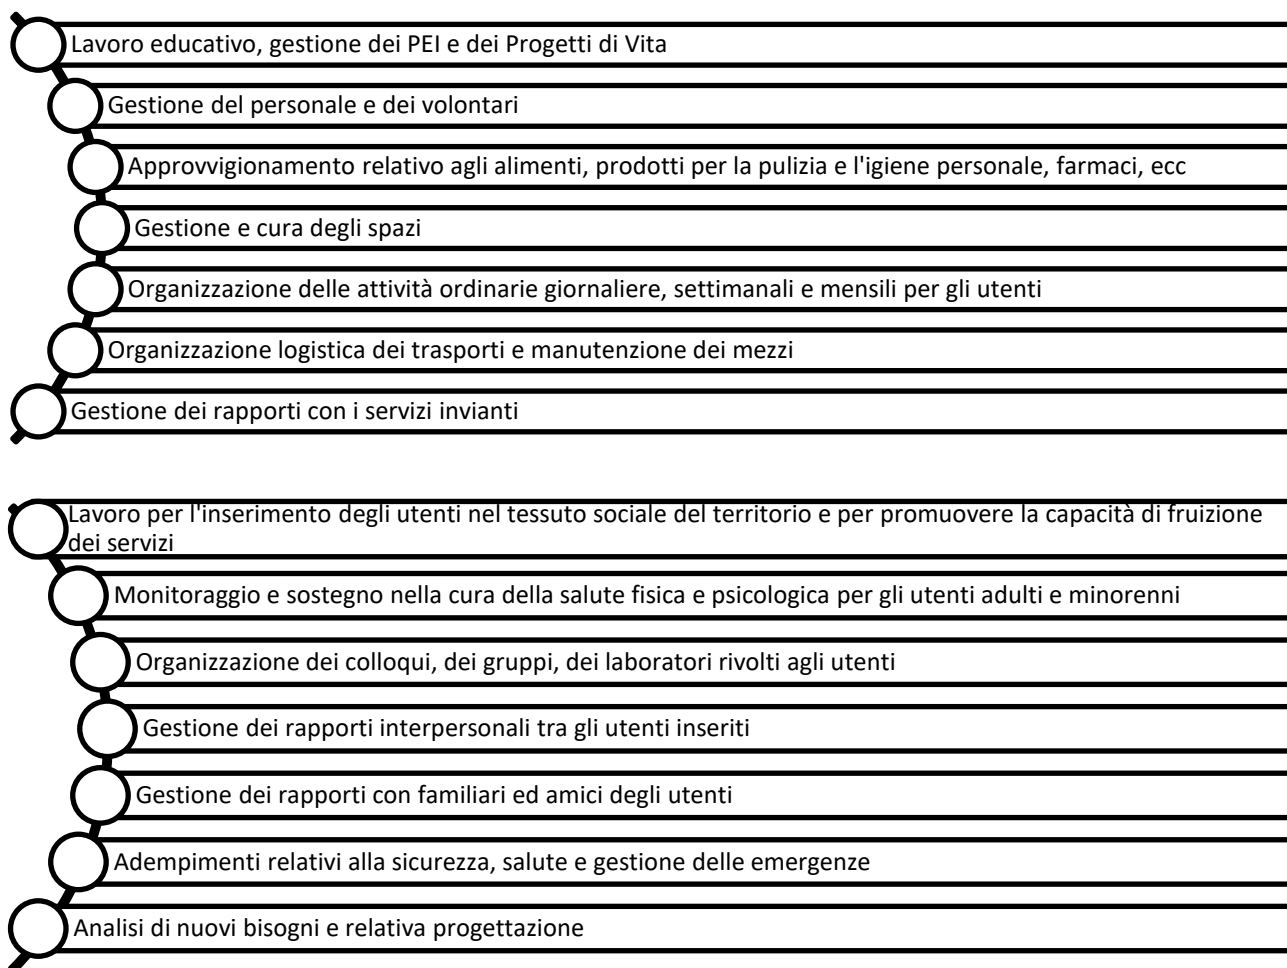 Lavoro educativo, gestione dei PEI e dei Progetti di Vita
Gestione del personale e dei volontari
Approvvigionamento relativo agli alimenti, prodotti per la pulizia e l'igiene personale, farmaci, ecc
Gestione e cura degli spazi
Organizzazione delle attività ordinarie giornaliere, settimanali e mensili per gli utenti
Organizzazione logistica dei trasporti e manutenzione dei mezzi
Gestione dei rapporti con i servizi invianti
Lavoro per l'inserimento degli utenti nel tessuto sociale del territorio e per promuovere la capacità di fruizione
dei servizi
Monitoraggio e sostegno nella cura della salute fisica e psicologica per gli utenti adulti e minorenni
Organizzazione dei colloqui, dei gruppi, dei laboratori rivolti agli utenti
Gestione dei rapporti interpersonali tra gli utenti inseriti
Gestione dei rapporti con familiari ed amici degli utenti
Adempimenti relativi alla sicurezza, salute e gestione delle emergenze
Analisi di nuovi bisogni e relativa progettazione